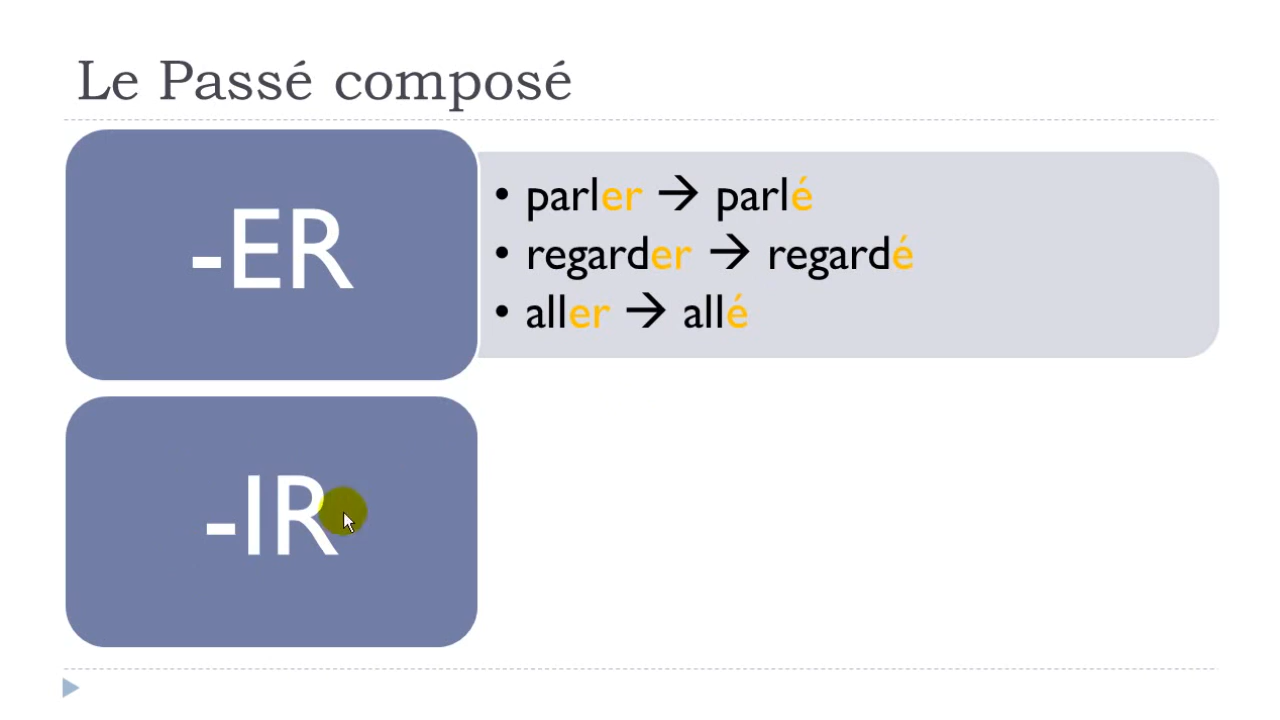 Le Passé composé
-ER
• parler → parlé
• regarder → regardé
• aller → allé
-IR